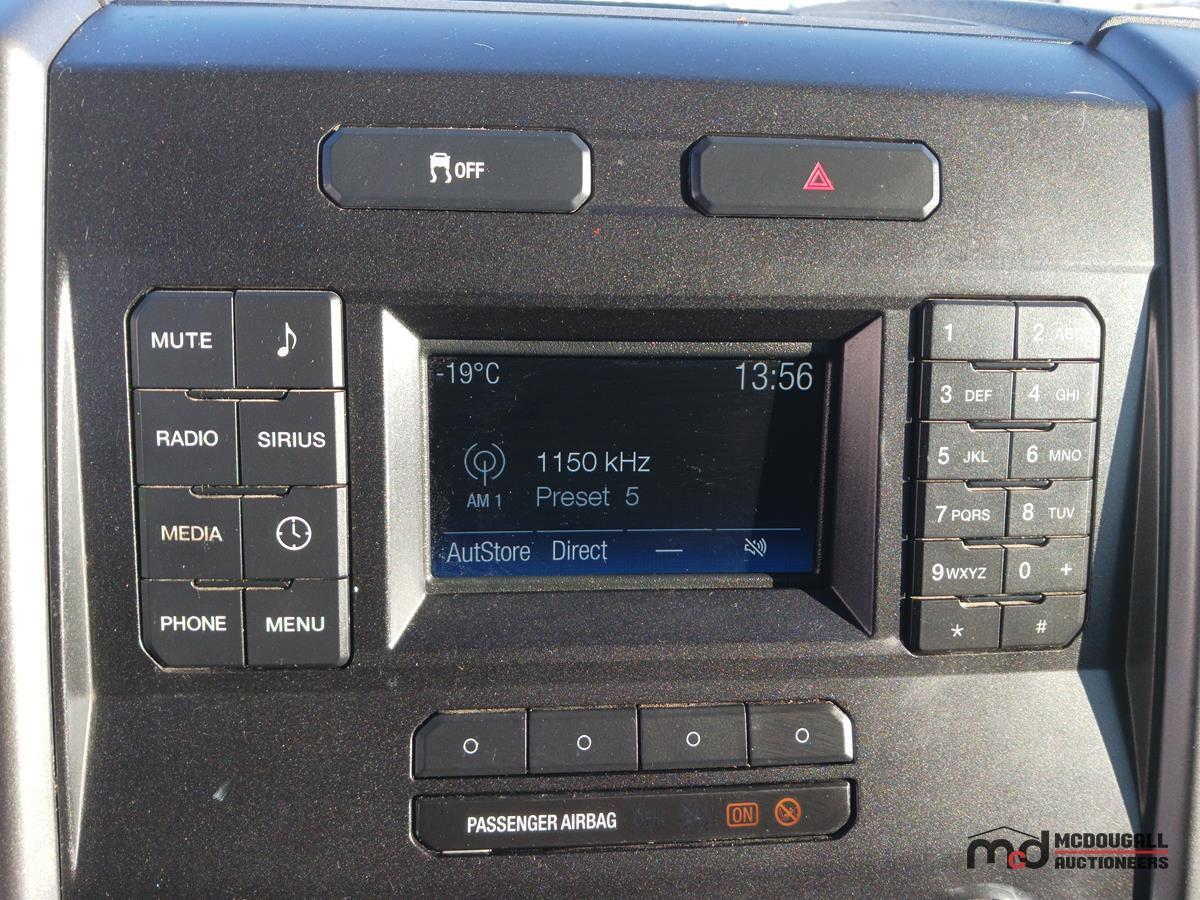 OFF
MUTE
RADIO SIRIUS
MEDIA
PHONE MENU
-19°C 13:56
1150 kHz
AM 1 Preset 5
AutStore Direct —
1 2 ABC
3 DEF 4 GHI
5 JKL 6 MNO
7 PQRS 8 TUV
9 WXYZ 0 +
* #
PASSENGER AIRBAG OFF ON
mcd MCDOUGALL
AUCTIONEERS